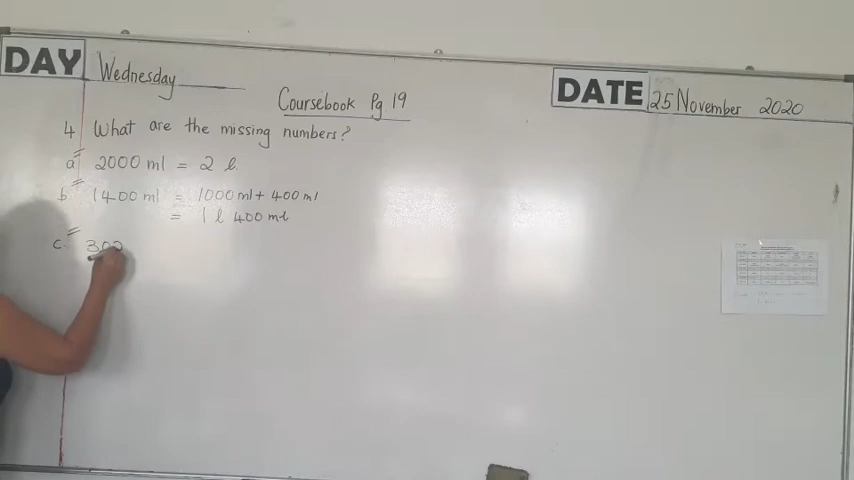 DAY Wednesday
DATE 25 November 2020
Coursebook Pg 19
4 What are the missing numbers?
a 2000 ml = 2 l
b 1400 ml = 1000 ml + 400 ml
= 1 l 400 ml
c 300